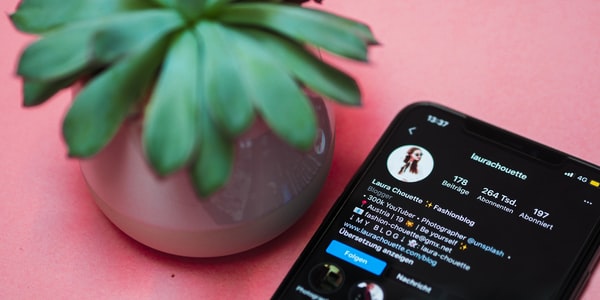 13:37
4G
laurachouette
178 264 Tsd. 197
Beiträge Abonnenten Abonniert
Laura Chouette ✨ Fashionblog
Blogger
• 300k YouTuber • Photographer @unsplash •
Austria | 19 | Be yourself ✨
fashion.chouette@gmx.net
↓ M Y B L O G ↓ laura-chouette
www.laurachouette.com/blog
Übersetzung anzeigen
Folgen Nachricht